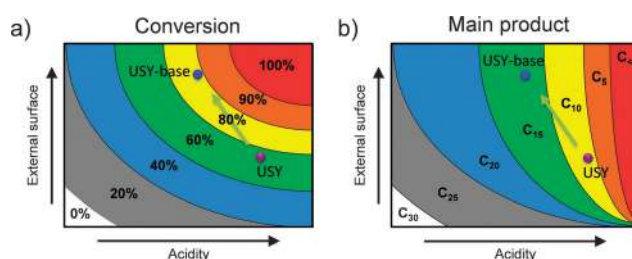 a)
Conversion
External surface
USY-base
100%
90%
80%
60%
USY
40%
20%
0%
Acidity
b)
Main product
External surface
USY-base
C4
C5
C10
C15
USY
C20
C25
C30
Acidity